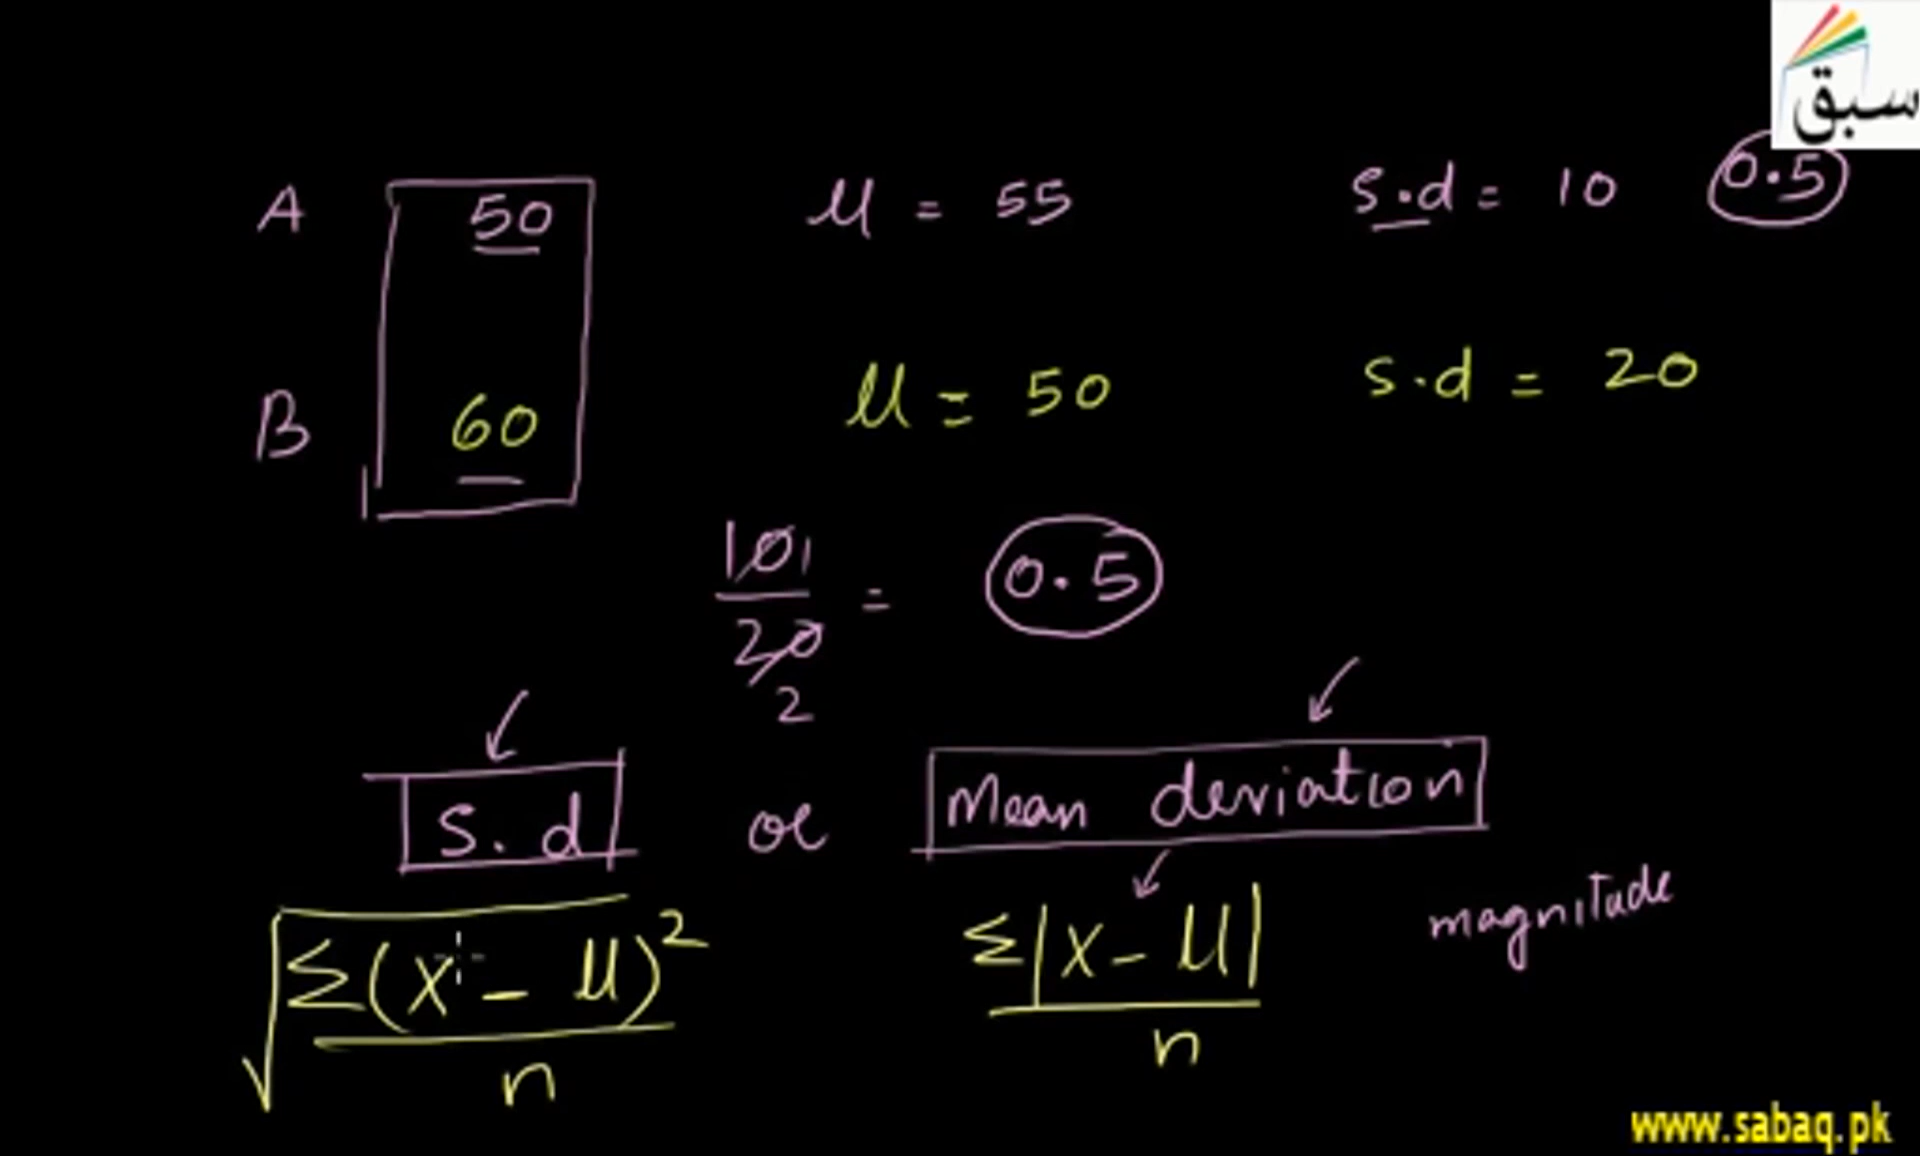 سبق
A 50 μ = 55 S.d = 10 0.5
B 60 μ = 50 S.d = 20
10 1
20 = 0.5
2
S.d or Mean deviation
√Σ(x - μ)² Σ|x - μ| magnitude
n n
www.sabaq.pk